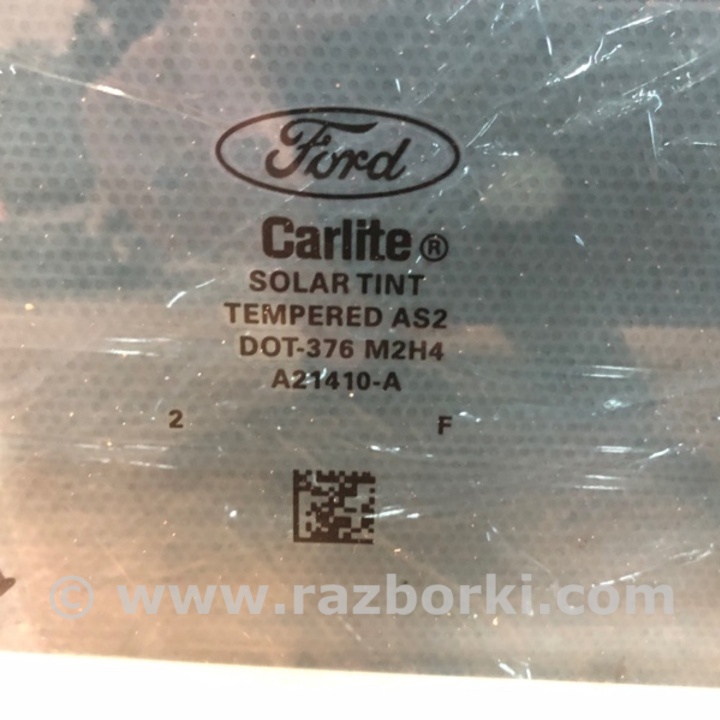 Ford
Carlite®
SOLAR TINT
TEMPERED AS2
DOT-376 M2H4
A21410-A
2 F
© www.razborki.com